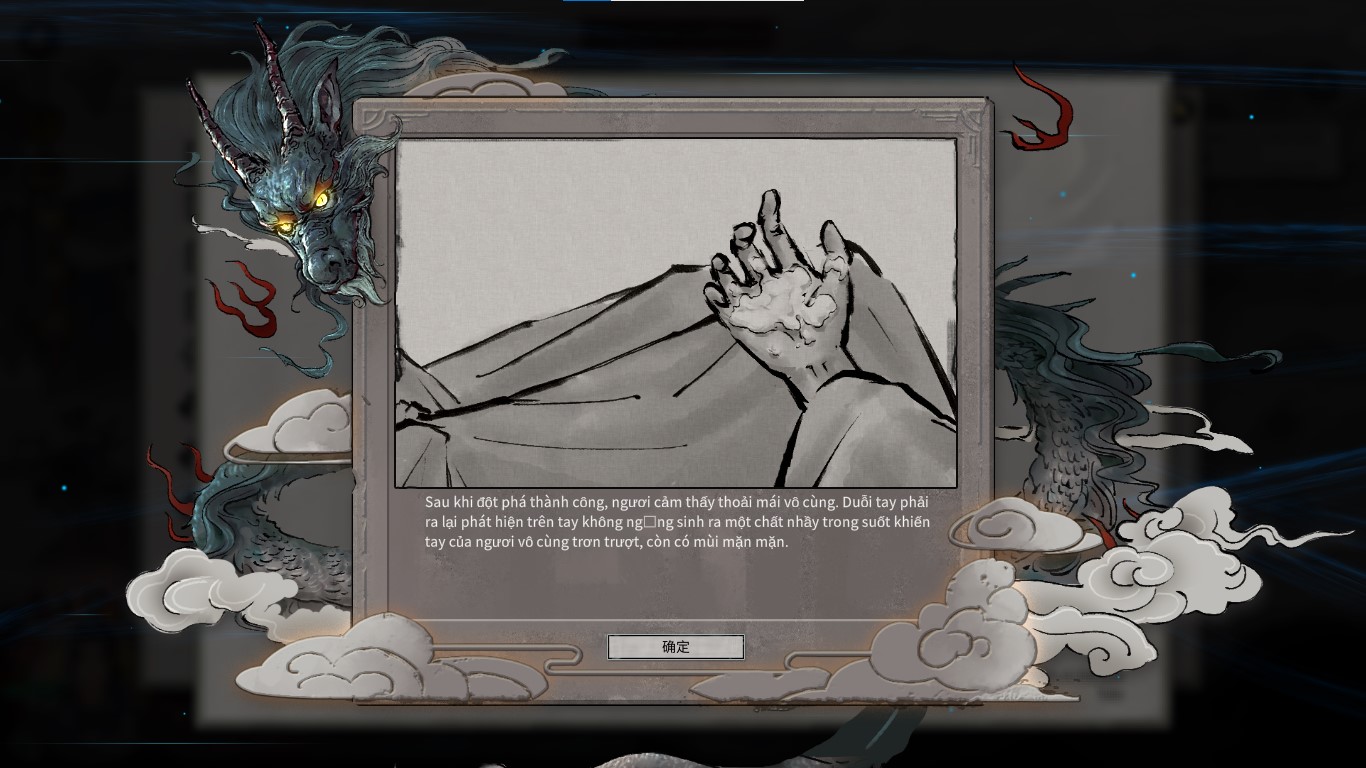 Sau khi đột phá thành công, ngươi cảm thấy thoải mái vô cùng. Duỗi tay phải
ra lại phát hiện trên tay không ng□ng sinh ra một chất nhầy trong suốt khiến
tay của ngươi vô cùng trơn trượt, còn có mùi mặn mặn.
确定